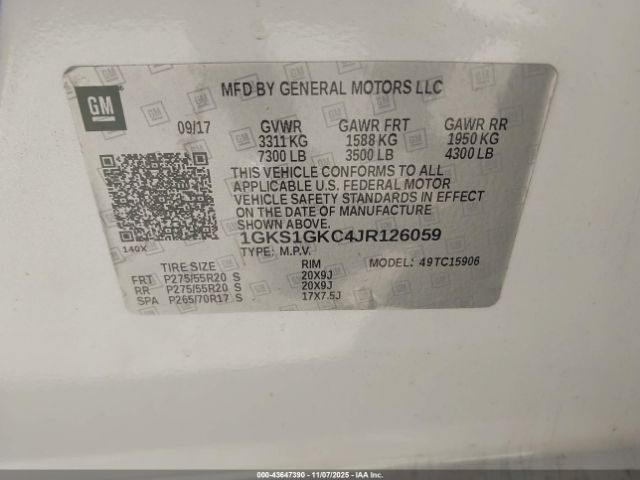 GM
MFD BY GENERAL MOTORS LLC
09/17 GVWR GAWR FRT GAWR RR
3311 KG 1588 KG 1950 KG
7300 LB 3500 LB 4300 LB
THIS VEHICLE CONFORMS TO ALL
APPLICABLE U.S. FEDERAL MOTOR
VEHICLE SAFETY STANDARDS IN EFFECT
ON THE DATE OF MANUFACTURE
SHOWN ABOVE.
140X 1GKS1GKC4JR126059
TYPE: M.P.V. MODEL: 49TC15906
TIRE SIZE RIM
FRT P275/55R20 S 20X9J
RR P275/55R20 S 20X9J
SPA P265/70R17 S 17X7.5J
000-43647390 - 11/07/2025 - IAAI, Inc.